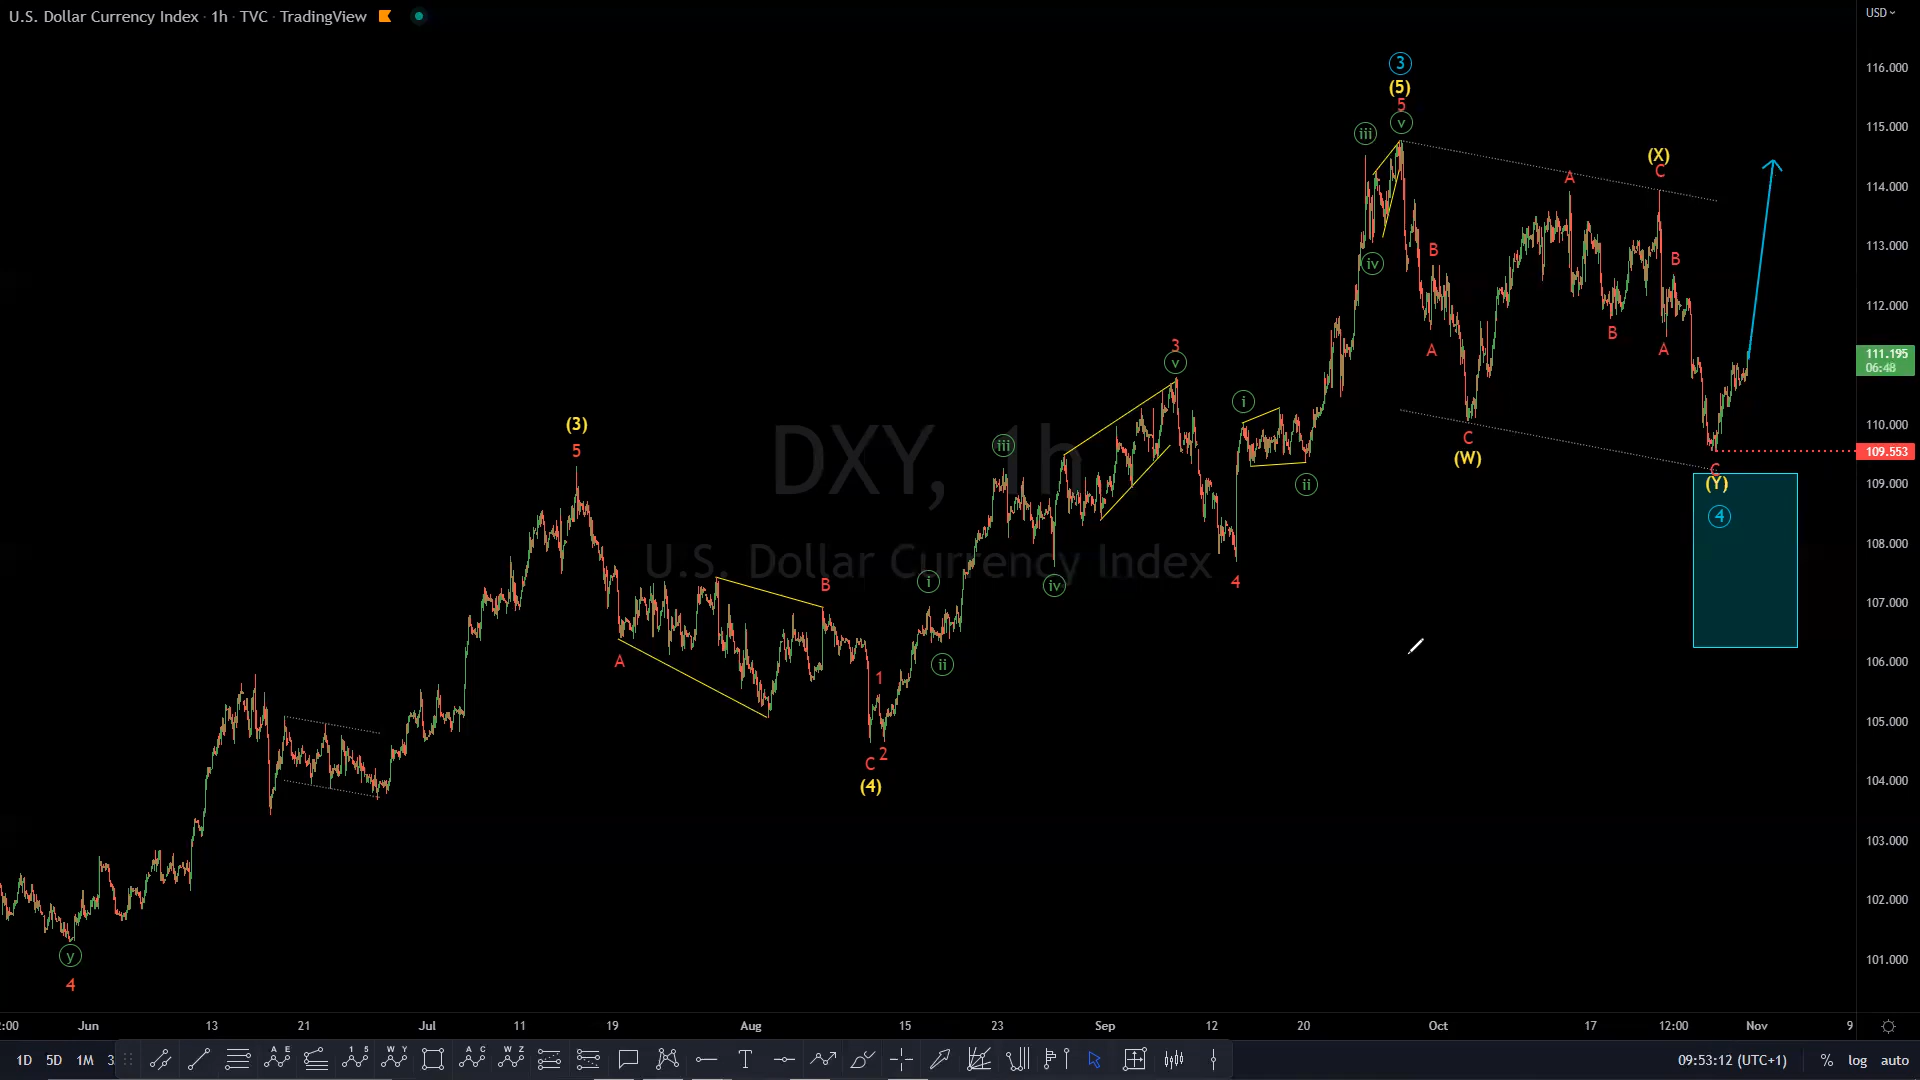 U.S. Dollar Currency Index · 1h · TVC · TradingView
USD
3
(5)
5
v
iii
iv
(X)
C
A
B
B
A
B
A
C
(W)
C
(Y)
4
3
v
i
ii
4
iii
iv
i
ii
(3)
5
A
B
1
2
C
(4)
y
4
DXY, 1h
U.S. Dollar Currency Index
116.000
115.000
114.000
113.000
112.000
111.195
06:48
110.000
109.553
109.000
108.000
107.000
106.000
105.000
104.000
103.000
102.000
101.000
:00 Jun 13 21 Jul 11 19 Aug 15 23 Sep 12 20 Oct 17 12:00 Nov 9
1D 5D 1M 3
09:53:12 (UTC+1) % log auto